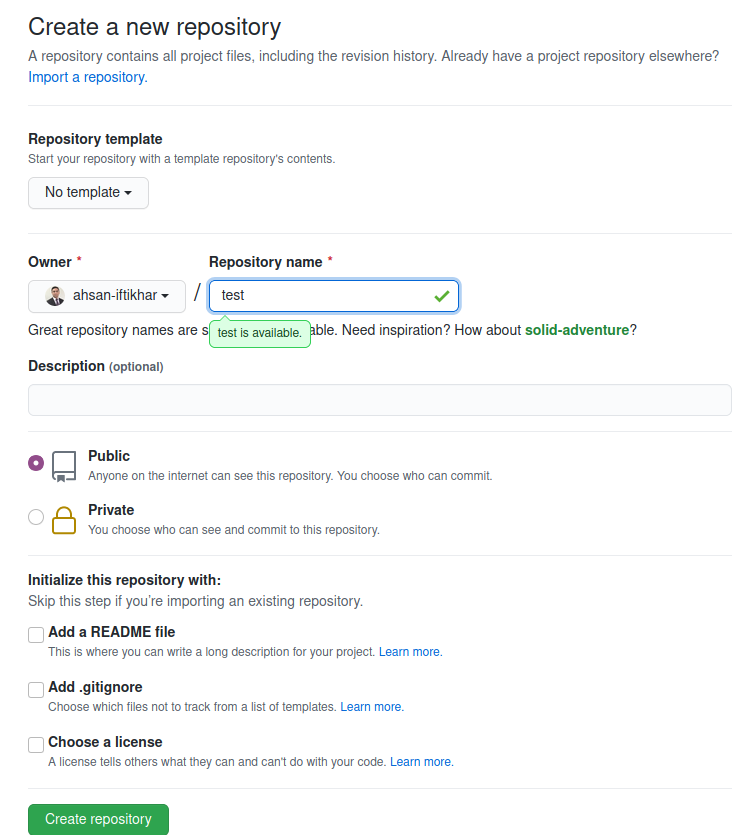 Create a new repository
A repository contains all project files, including the revision history. Already have a project repository elsewhere?
Import a repository.
Repository template
Start your repository with a template repository's contents.
No template
Owner * Repository name *
ahsan-iftikhar / test
Great repository names are s able. Need inspiration? How about solid-adventure?
test is available.
Description (optional)
Public
Anyone on the internet can see this repository. You choose who can commit.
Private
You choose who can see and commit to this repository.
Initialize this repository with:
Skip this step if you're importing an existing repository.
Add a README file
This is where you can write a long description for your project. Learn more.
Add .gitignore
Choose which files not to track from a list of templates. Learn more.
Choose a license
A license tells others what they can and can't do with your code. Learn more.
Create repository